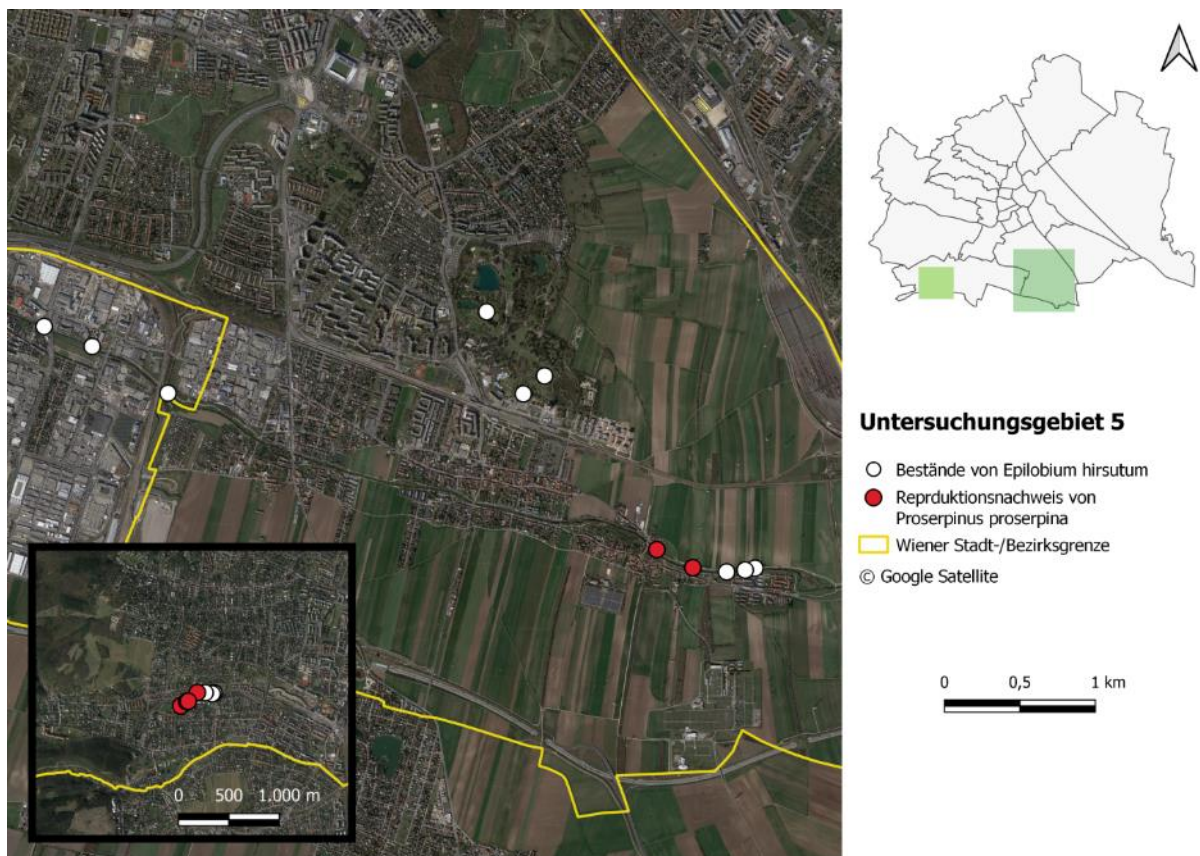 Untersuchungsgebiet 5
Bestände von Epilobium hirsutum
Reprduktionsnachweis von
Proserpinus proserpina
Wiener Stadt-/Bezirksgrenze
© Google Satellite
0 0,5 1 km
0 500 1.000 m